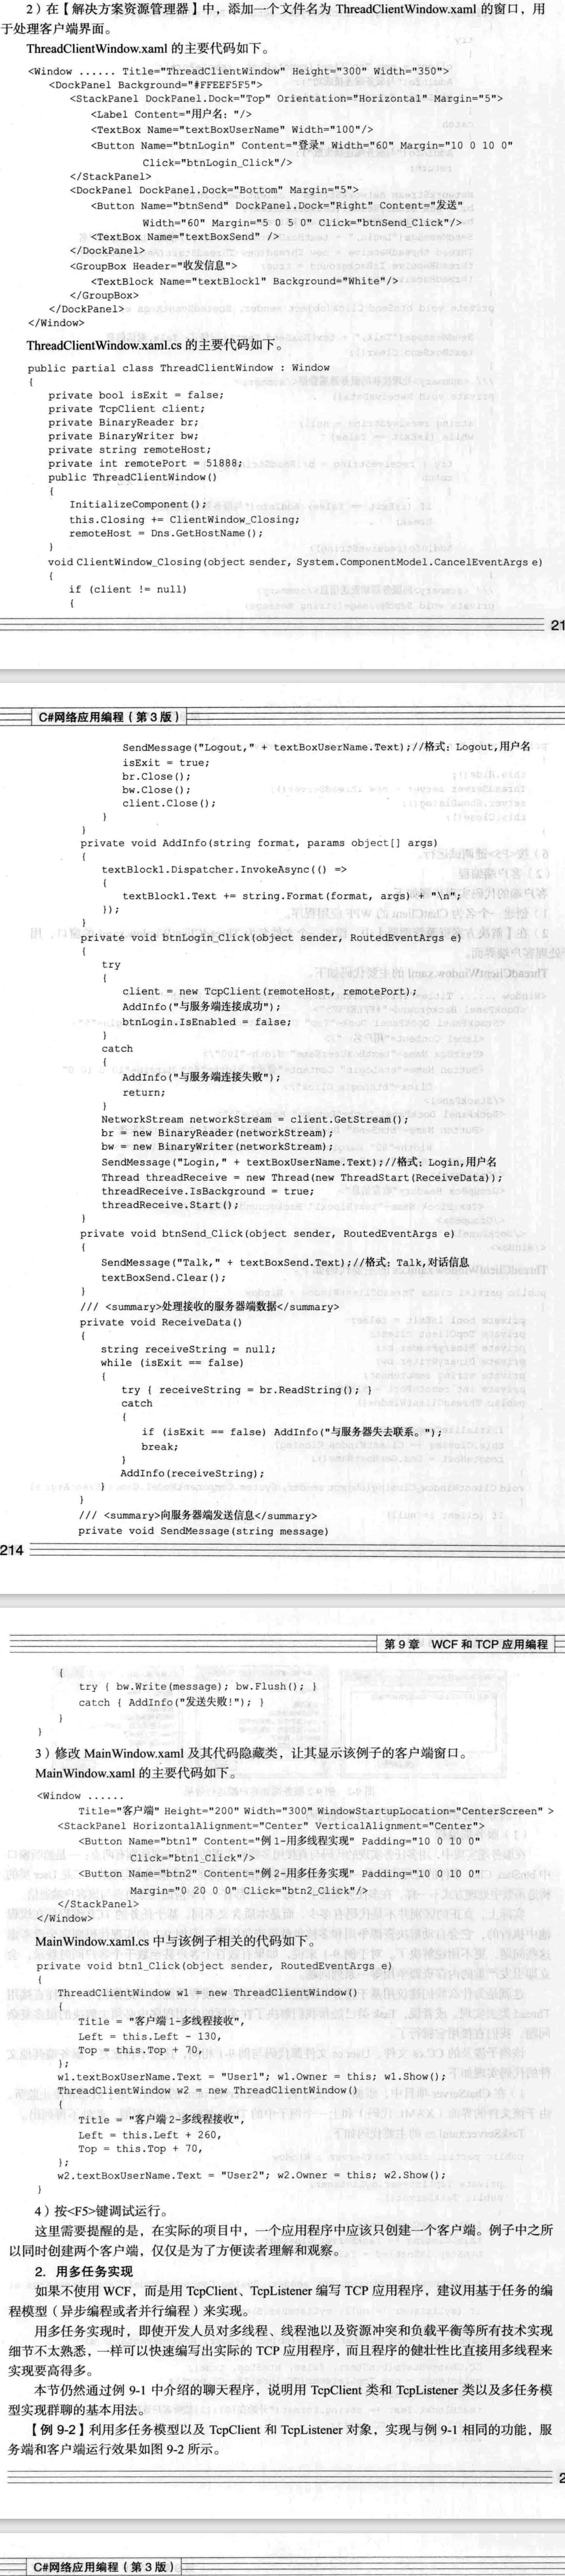 2）在【解决方案资源管理器】中，添加一个文件名为 ThreadClientWindow.xaml 的窗口，用
于处理客户端界面。
ThreadClientWindow.xaml 的主要代码如下。
<Window ...... Title="ThreadClientWindow" Height="300" Width="350">
<DockPanel Background="#FFEEF5F5">
<StackPanel DockPanel.Dock="Top" Orientation="Horizontal" Margin="5">
<Label Content="用户名: "/>
<TextBox Name="textBoxUserName" Width="100"/>
<Button Name="btnLogin" Content="登录" Width="60" Margin="10 0 10 0"
Click="btnLogin_Click"/>
</StackPanel>
<DockPanel DockPanel.Dock="Bottom" Margin="5">
<Button Name="btnSend" DockPanel.Dock="Right" Content="发送"
Width="60" Margin="5 0 5 0" Click="btnSend_Click"/>
<TextBox Name="textBoxSend" />
</DockPanel>
<GroupBox Header="收发信息">
<TextBlock Name="textBlock1" Background="White"/>
</GroupBox>
</DockPanel>
</Window>
ThreadClientWindow.xaml.cs 的主要代码如下。
public partial class ThreadClientWindow : Window
{
private bool isExit = false;
private TcpClient client;
private BinaryReader br;
private BinaryWriter bw;
private string remoteHost;
private int remotePort = 51888;
public ThreadClientWindow()
{
InitializeComponent();
this.Closing += ClientWindow_Closing;
remoteHost = Dns.GetHostName();
}
void ClientWindow_Closing(object sender, System.ComponentModel.CancelEventArgs e)
{
if (client != null)
{
21
C#网络应用编程（第3版）
SendMessage("Logout," + textBoxUserName.Text);//格式: Logout,用户名
isExit = true;
br.Close();
bw.Close();
client.Close();
}
}
private void AddInfo(string format, params object[] args)
{
textBlock1.Dispatcher.InvokeAsync(() =>
{
textBlock1.Text += string.Format(format, args) + "\n";
});
}
private void btnLogin_Click(object sender, RoutedEventArgs e)
{
try
{
client = new TcpClient(remoteHost, remotePort);
AddInfo("与服务端连接成功");
btnLogin.IsEnabled = false;
}
catch
{
AddInfo("与服务端连接失败");
return;
}
NetworkStream networkStream = client.GetStream();
br = new BinaryReader(networkStream);
bw = new BinaryWriter(networkStream);
SendMessage("Login," + textBoxUserName.Text);//格式: Login,用户名
Thread threadReceive = new Thread(new ThreadStart(ReceiveData));
threadReceive.IsBackground = true;
threadReceive.Start();
}
private void btnSend_Click(object sender, RoutedEventArgs e)
{
SendMessage("Talk," + textBoxSend.Text);//格式: Talk,对话信息
textBoxSend.Clear();
}
/// <summary>处理接收的服务器端数据</summary>
private void ReceiveData()
{
string receiveString = null;
while (isExit == false)
{
try { receiveString = br.ReadString(); }
catch
{
if (isExit == false) AddInfo("与服务器失去联系。");
break;
}
AddInfo(receiveString);
}
}
/// <summary>向服务器端发送信息</summary>
private void SendMessage(string message)
214
第9章 WCF 和 TCP 应用编程
{
try { bw.Write(message); bw.Flush(); }
catch { AddInfo("发送失败!"); }
}
}
3）修改 MainWindow.xaml 及其代码隐藏类，让其显示该例子的客户端窗口。
MainWindow.xaml 的主要代码如下。
<Window ......
Title="客户端" Height="200" Width="300" WindowStartupLocation="CenterScreen" >
<StackPanel HorizontalAlignment="Center" VerticalAlignment="Center">
<Button Name="btn1" Content="例 1-用多线程实现" Padding="10 0 10 0"
Click="btn1_Click"/>
<Button Name="btn2" Content="例 2-用多任务实现" Padding="10 0 10 0"
Margin="0 20 0 0" Click="btn2_Click"/>
</StackPanel>
</Window>
MainWindow.xaml.cs 中与该例子相关的代码如下。
private void btn1_Click(object sender, RoutedEventArgs e)
{
ThreadClientWindow w1 = new ThreadClientWindow()
{
Title = "客户端 1-多线程接收",
Left = this.Left - 130,
Top = this.Top + 70,
};
w1.textBoxUserName.Text = "User1"; w1.Owner = this; w1.Show();
ThreadClientWindow w2 = new ThreadClientWindow()
{
Title = "客户端 2-多线程接收",
Left = this.Left + 260,
Top = this.Top + 70,
};
w2.textBoxUserName.Text = "User2"; w2.Owner = this; w2.Show();
}
4）按<F5>键调试运行。
这里需要提醒的是，在实际的项目中，一个应用程序中应该只创建一个客户端。例子中之所
以同时创建两个客户端，仅仅是为了方便读者理解和观察。
2. 用多任务实现
如果不使用 WCF，而是用 TcpClient、TcpListener 编写 TCP 应用程序，建议用基于任务的编
程模型（异步编程或者并行编程）来实现。
用多任务实现时，即使开发人员对多线程、线程池以及资源冲突和负载平衡等所有技术实现
细节不太熟悉，一样可以快速编写出实际的 TCP 应用程序，而且程序的健壮性比直接用多线程来
实现要高得多。
本节仍然通过例 9-1 中介绍的聊天程序，说明用 TcpClient 类和 TcpListener 类以及多任务模
型实现群聊的基本用法。
【例 9-2】利用多任务模型以及 TcpClient 和 TcpListener 对象，实现与例 9-1 相同的功能，服
务端和客户端运行效果如图 9-2 所示。
2
C#网络应用编程（第3版）